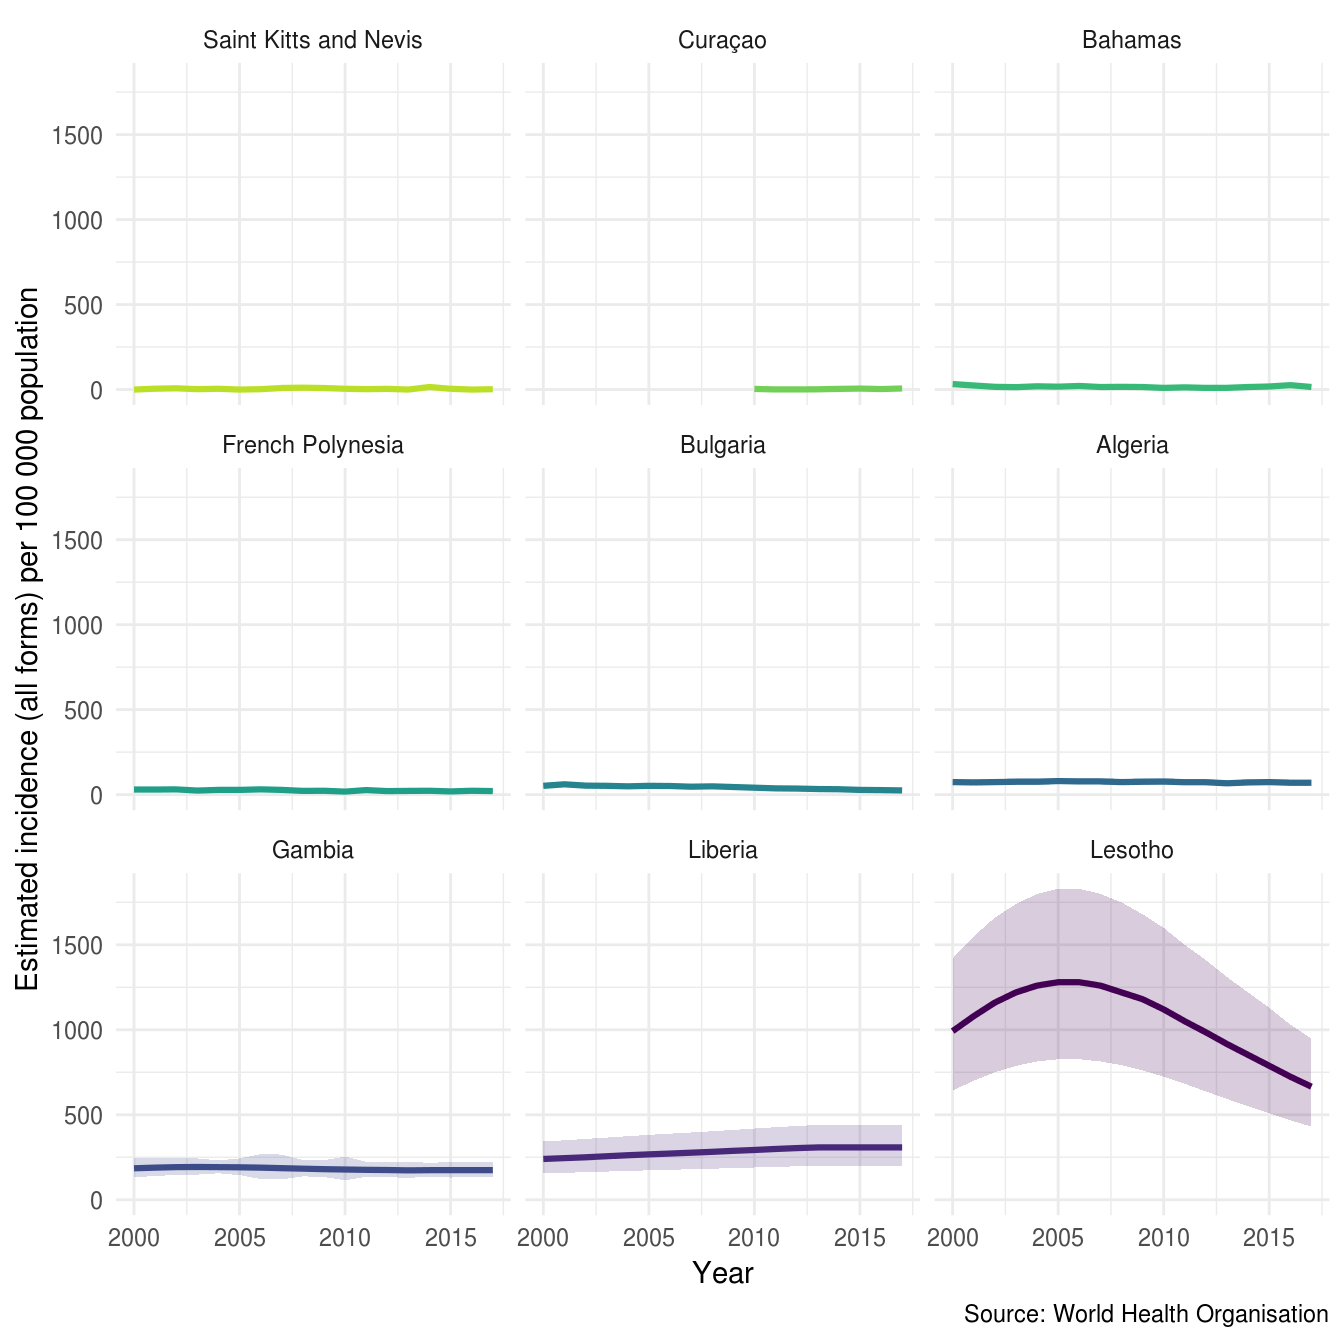 Saint Kitts and Nevis
Curaçao
Bahamas
1500
1000
500
0
French Polynesia
Bulgaria
Algeria
1500
1000
500
0
Gambia
Liberia
Lesotho
1500
1000
500
0
2000 2005 2010 2015
2000 2005 2010 2015
2000 2005 2010 2015
Estimated incidence (all forms) per 100 000 population
Year
Source: World Health Organisation